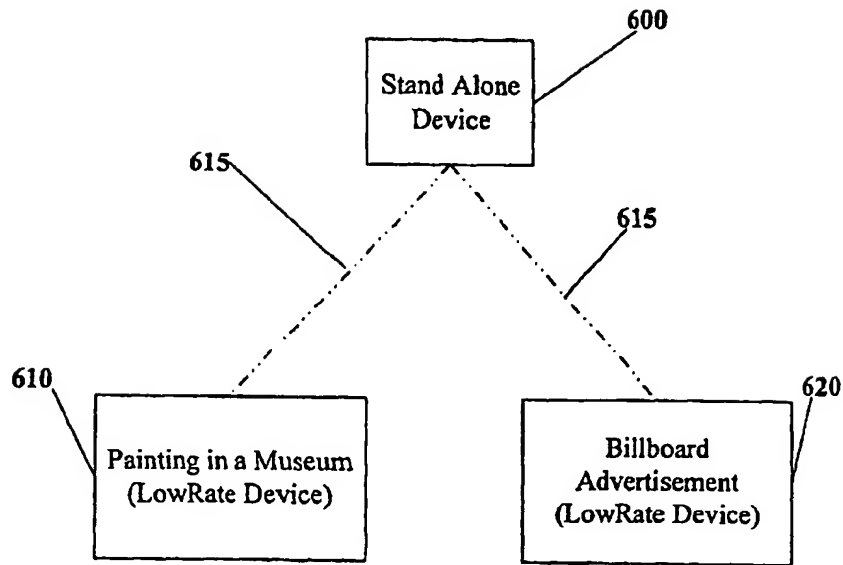 600
Stand Alone
Device
615
615
610
620
Painting in a Museum
(LowRate Device)
Billboard
Advertisement
(LowRate Device)